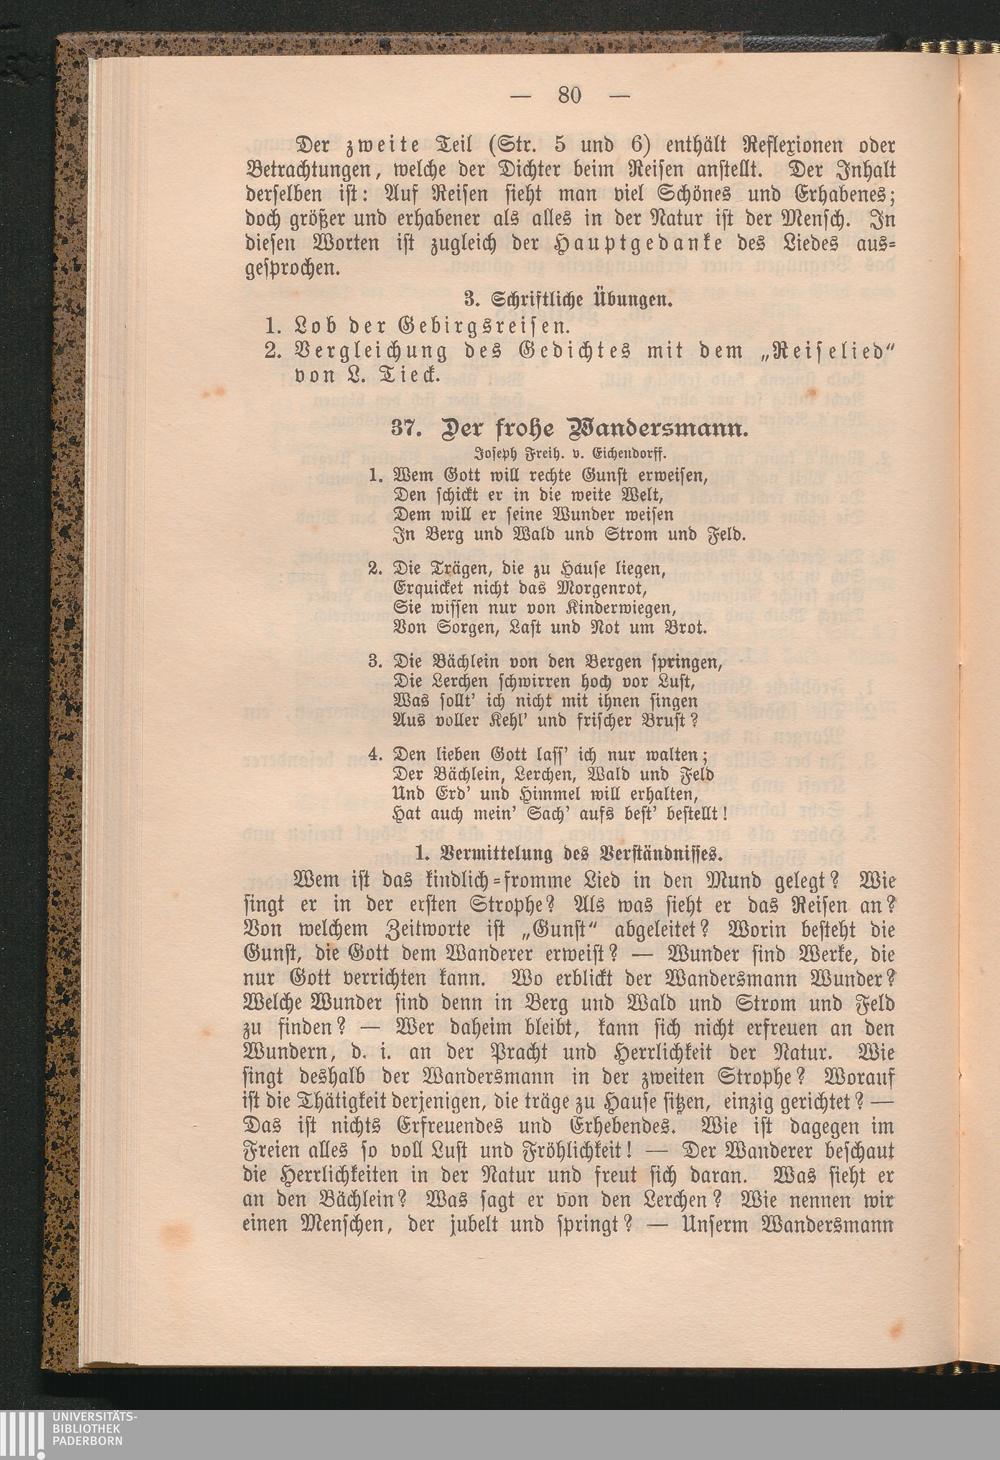 — 80 —
Der zweite Teil (Str. 5 und 6) enthält Reflexionen oder
Betrachtungen, welche der Dichter beim Reisen anstellt. Der Inhalt
derselben ist: Auf Reisen sieht man viel Schönes und Erhabenes;
doch größer und erhabener als alles in der Natur ist der Mensch. In
diesen Worten ist zugleich der Hauptgedanke des Liedes aus-
gesprochen.
3. Schriftliche Übungen.
1. Lob der Gebirgsreisen.
2. Vergleichung des Gedichtes mit dem „Reiselied“
von L. Tieck.
37. Der frohe Wandersmann.
Joseph Freih. v. Eichendorff.
1. Wem Gott will rechte Gunst erweisen,
Den schickt er in die weite Welt,
Dem will er seine Wunder weisen
In Berg und Wald und Strom und Feld.
2. Die Trägen, die zu Hause liegen,
Erquicket nicht das Morgenrot,
Sie wissen nur von Kinderwiegen,
Von Sorgen, Last und Not um Brot.
3. Die Bächlein von den Bergen springen,
Die Lerchen schwirren hoch vor Lust,
Was sollt' ich nicht mit ihnen singen
Aus voller Kehl' und frischer Brust?
4. Den lieben Gott lass' ich nur walten;
Der Bächlein, Lerchen, Wald und Feld
Und Erd' und Himmel will erhalten,
Hat auch mein' Sach' aufs best' bestellt!
1. Vermittelung des Verständnisses.
Wem ist das kindlich-fromme Lied in den Mund gelegt? Wie
singt er in der ersten Strophe? Als was sieht er das Reisen an?
Von welchem Zeitworte ist „Gunst“ abgeleitet? Worin besteht die
Gunst, die Gott dem Wanderer erweist? — Wunder sind Werke, die
nur Gott verrichten kann. Wo erblickt der Wandersmann Wunder?
Welche Wunder sind denn in Berg und Wald und Strom und Feld
zu finden? — Wer daheim bleibt, kann sich nicht erfreuen an den
Wundern, d. i. an der Pracht und Herrlichkeit der Natur. Wie
singt deshalb der Wandersmann in der zweiten Strophe? Worauf
ist die Thätigkeit derjenigen, die träge zu Hause sitzen, einzig gerichtet? —
Das ist nichts Erfreuendes und Erhebendes. Wie ist dagegen im
Freien alles so voll Lust und Fröhlichkeit! — Der Wanderer beschaut
die Herrlichkeiten in der Natur und freut sich daran. Was sieht er
an den Bächlein? Was sagt er von den Lerchen? Wie nennen wir
einen Menschen, der jubelt und springt? — Unserm Wandersmann
UNIVERSITÄTS-
BIBLIOTHEK
PADERBORN